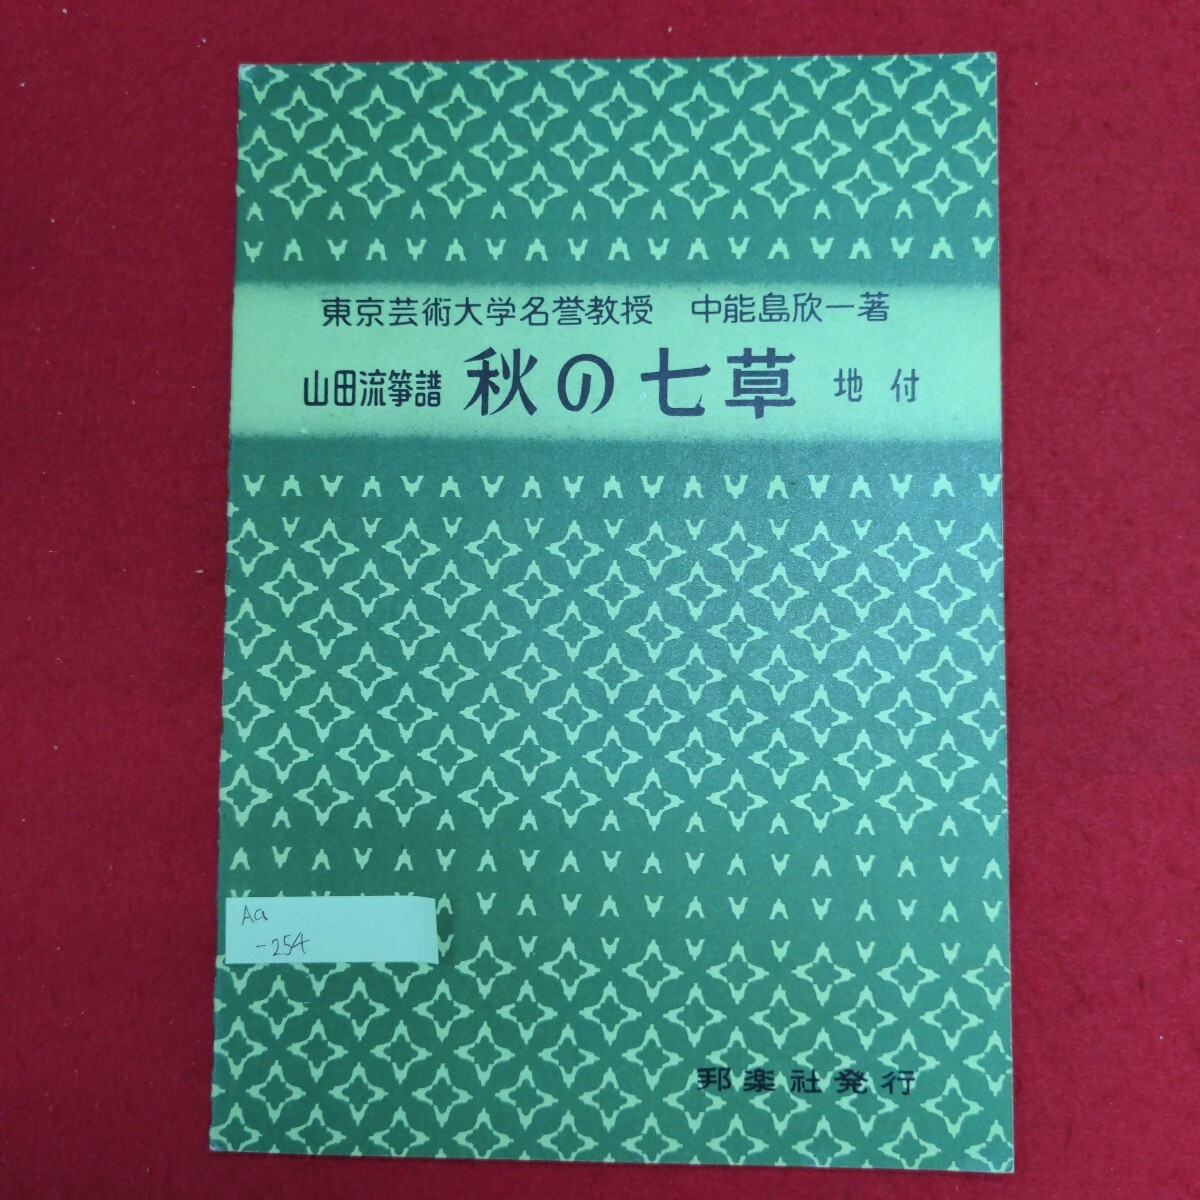 東京芸術大学名誉教授 中能島欣一著
山田流箏譜 秋の七草 地付
Aa
-254
邦楽社発行